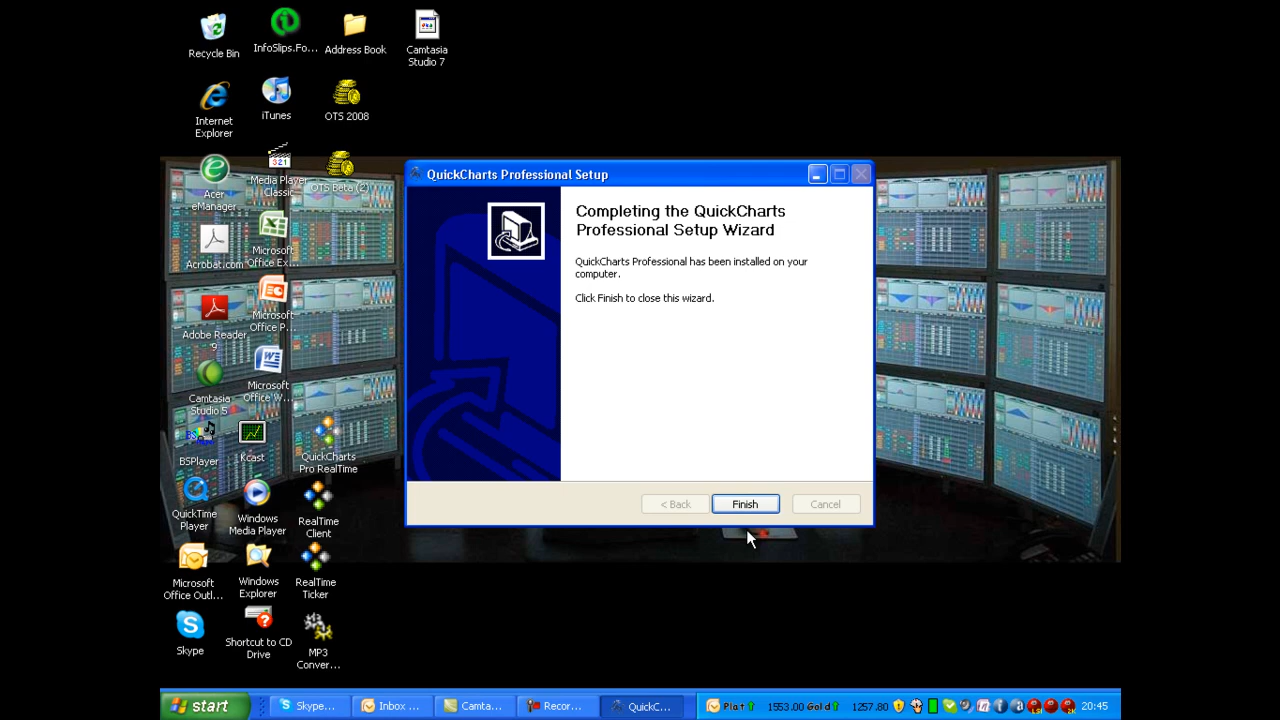 Recycle Bin
InfoSlips.Fo...
Address Book
Camtasia
Studio 7
Internet
Explorer
iTunes
OTS 2008
Acer
eManager
Media Player
Classic
OTS Beta (2)
Acrobat.com
Microsoft
Office Ex...
Adobe Reader
9
Microsoft
Office P...
Camtasia
Studio 5
Microsoft
Office W...
BSPlayer
Kcast
QuickCharts
Pro RealTime
QuickTime
Player
Windows
Media Player
RealTime
Client
Microsoft
Office Outl...
Windows
Explorer
RealTime
Ticker
Skype
Shortcut to CD
Drive
MP3
Conver...
QuickCharts Professional Setup
Completing the QuickCharts
Professional Setup Wizard
QuickCharts Professional has been installed on your
computer.
Click Finish to close this wizard.
< Back
Finish
Cancel
start
Skype...
Inbox ...
Camta...
Recor...
QuickC...
Plat
1553.00
Gold
1257.80
20:45